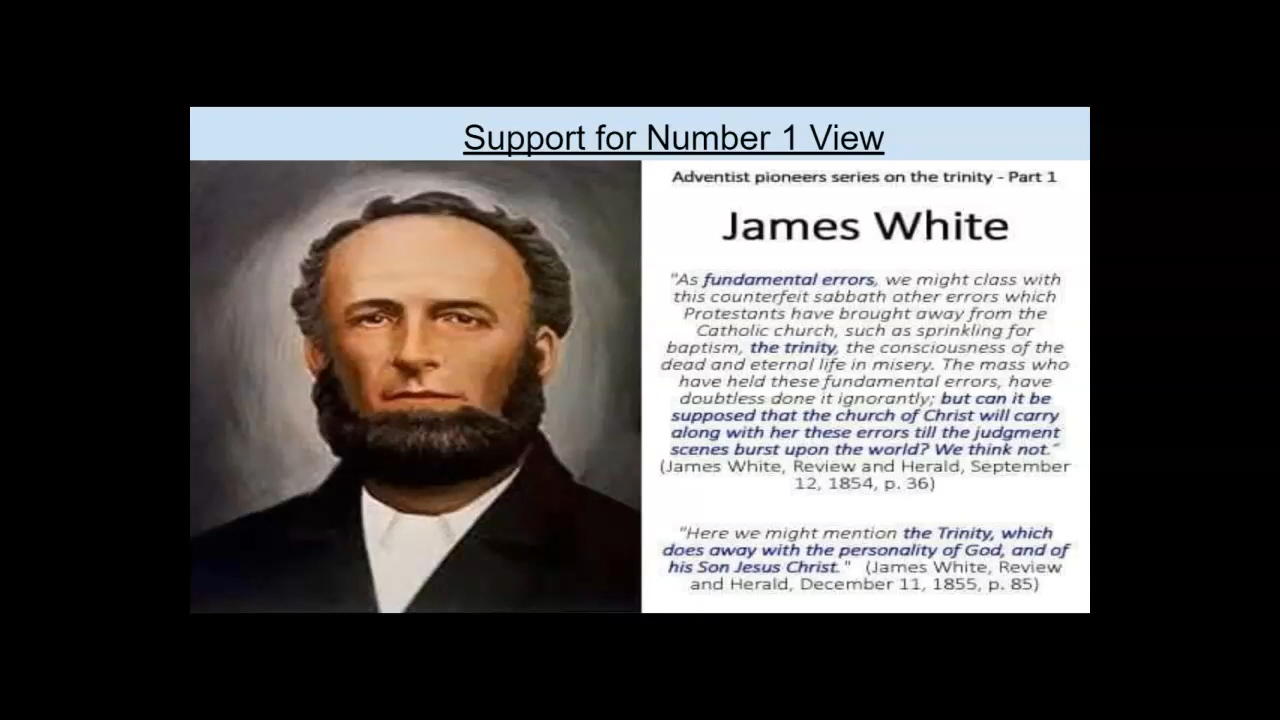 Support for Number 1 View
Adventist pioneers series on the trinity - Part 1
James White
"As fundamental errors, we might class with
this counterfeit sabbath other errors which
Protestants have brought away from the
Catholic church, such as sprinkling for
baptism, the trinity, the consciousness of the
dead and eternal life in misery. The mass who
have held these fundamental errors, have
doubtless done it ignorantly; but can it be
supposed that the church of Christ will carry
along with her these errors till the judgment
scenes burst upon the world? We think not."
(James White, Review and Herald, September
12, 1854, p. 36)
"Here we might mention the Trinity, which
does away with the personality of God, and of
his Son Jesus Christ." (James White, Review
and Herald, December 11, 1855, p. 85)